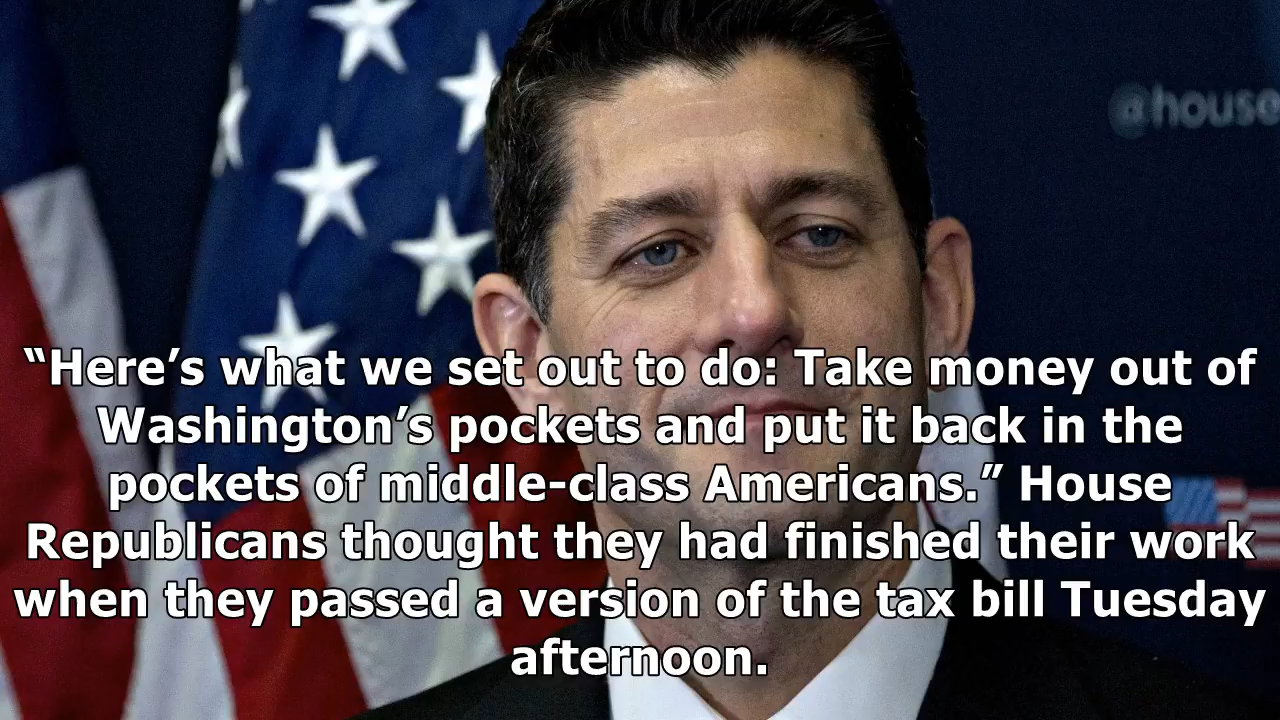 @house
“Here’s what we set out to do: Take money out of
Washington’s pockets and put it back in the
pockets of middle-class Americans.” House
Republicans thought they had finished their work
when they passed a version of the tax bill Tuesday
afternoon.